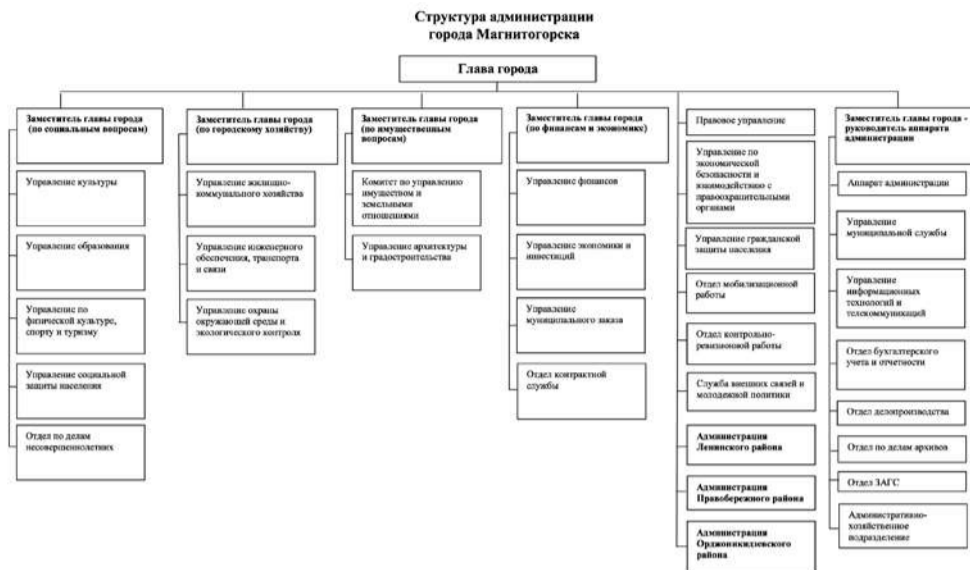 Структура администрации
города Магнитогорска
Глава города
Заместитель главы города
(по социальным вопросам)
Управление культуры
Управление образования
Управление по
физической культуре,
спорту и туризму
Управление социальной
защиты населения
Отдел по делам
несовершеннолетних
Заместитель главы города
(по городскому хозяйству)
Управление жилищно-
коммунального хозяйства
Управление инженерного
обеспечения, транспорта
и связи
Управление охраны
окружающей среды и
экологического контроля
Заместитель главы города
(по имущественным
вопросам)
Комитет по управлению
имуществом и
земельными
отношениями
Управление архитектуры
и градостроительства
Заместитель главы города
(по финансам и экономике)
Управление финансов
Управление экономики и
инвестиций
Управление
муниципального заказа
Отдел контрактной
службы
Правовое управление
Управление по
экономической
безопасности и
взаимодействию с
правоохранительными
органами
Управление гражданской
защиты населения
Отдел мобилизационной
работы
Отдел контрольно-
ревизионной работы
Служба внешних связей и
молодежной политики
Администрация
Ленинского района
Администрация
Правобережного района
Администрация
Орджоникидзевского
района
Заместитель главы города -
руководитель аппарата
администрации
Аппарат администрации
Управление
муниципальной службы
Управление
информационных
технологий и
телекоммуникаций
Отдел бухгалтерского
учета и отчетности
Отдел делопроизводства
Отдел по делам архивов
Отдел ЗАГС
Административно-
хозяйственное
подразделение